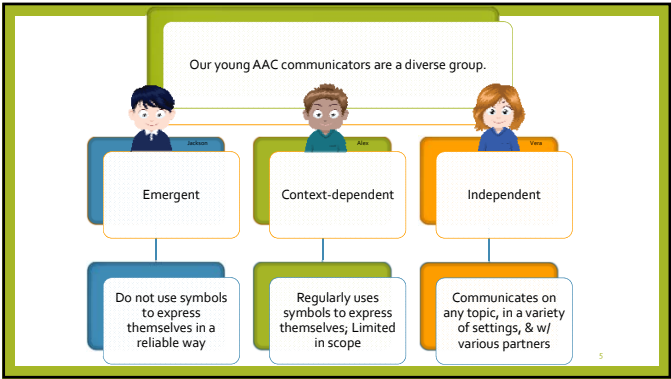 Our young AAC communicators are a diverse group.
Jackson
Alex
Vera
Emergent
Context-dependent
Independent
Do not use symbols
to express
themselves in a
reliable way
Regularly uses
symbols to express
themselves; Limited
in scope
Communicates on
any topic, in a variety
of settings, & w/
various partners
5